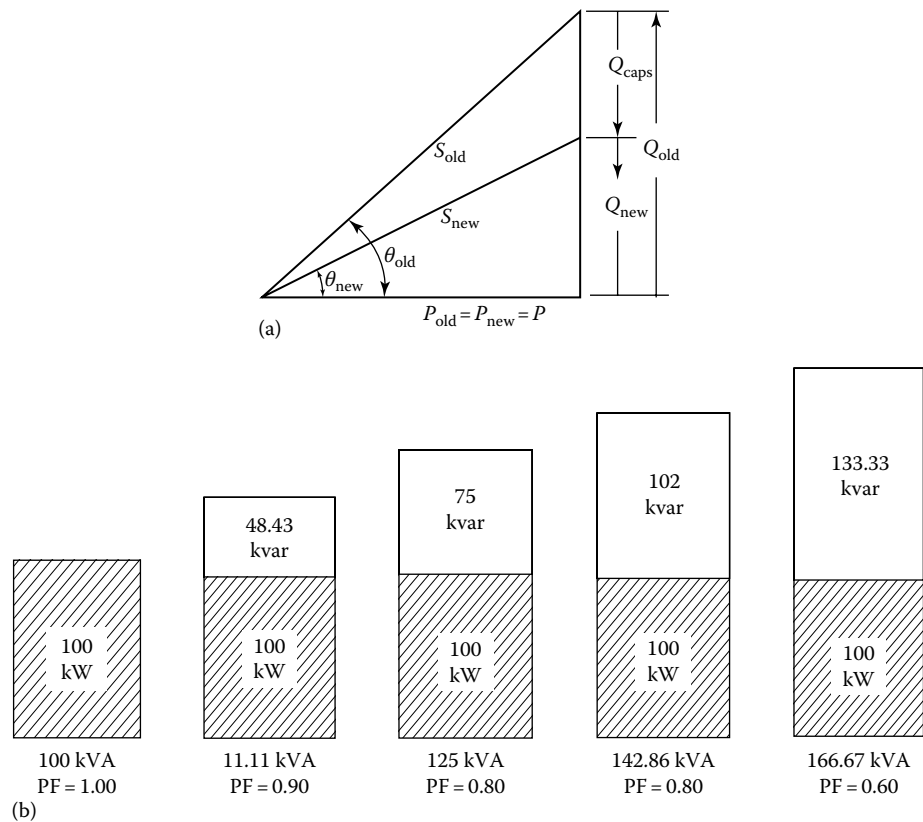 Q_caps
S_old
Q_old
Q_new
S_new
θ_old
θ_new
P_old = P_new = P
(a)
133.33
kvar
102
kvar
75
kvar
48.43
kvar
100
kW
100
kW
100
kW
100
kW
100
kW
100 kVA
PF = 1.00
11.11 kVA
PF = 0.90
125 kVA
PF = 0.80
142.86 kVA
PF = 0.80
166.67 kVA
PF = 0.60
(b)